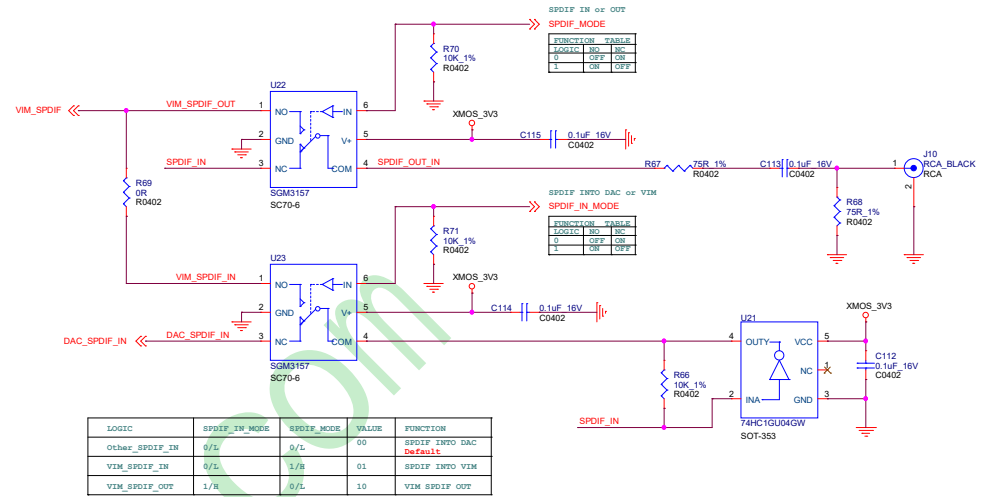 SPDIF IN or OUT
SPDIF_MODE
FUNCTION TABLE
LOGIC NO NC
0 OFF ON
1 ON OFF
R70
10K_1%
R0402
U22
VIM_SPDIF
VIM_SPDIF_OUT
1 NO IN 6
XMOS_3V3
2 GND V+ 5
C115 0.1uF_16V
C0402
SPDIF_IN
3 NC COM 4
SPDIF_OUT_IN
R67 75R_1%
R0402
C113 0.1uF_16V
C0402
1
J10
RCA_BLACK
RCA
2
SGM3157
SC70-6
R69
0R
R0402
R68
75R_1%
R0402
SPDIF INTO DAC or VIM
SPDIF_IN_MODE
FUNCTION TABLE
LOGIC NO NC
0 OFF ON
1 ON OFF
R71
10K_1%
R0402
U23
VIM_SPDIF_IN
1 NO IN 6
XMOS_3V3
2 GND V+ 5
C114 0.1uF_16V
C0402
DAC_SPDIF_IN
DAC_SPDIF_IN
3 NC COM 4
SGM3157
SC70-6
XMOS_3V3
U21
4 OUTY VCC 5
NC 1
2 INA GND 3
74HC1GU04GW
SOT-353
C112
0.1uF_16V
C0402
R66
10K_1%
R0402
SPDIF_IN
com
LOGIC SPDIF_IN_MODE SPDIF_MODE VALUE FUNCTION
Other_SPDIF_IN 0/L 0/L 00 SPDIF INTO DAC
Default
VIM_SPDIF_IN 0/L 1/H 01 SPDIF INTO VIM
VIM_SPDIF_OUT 1/H 0/L 10 VIM SPDIF OUT